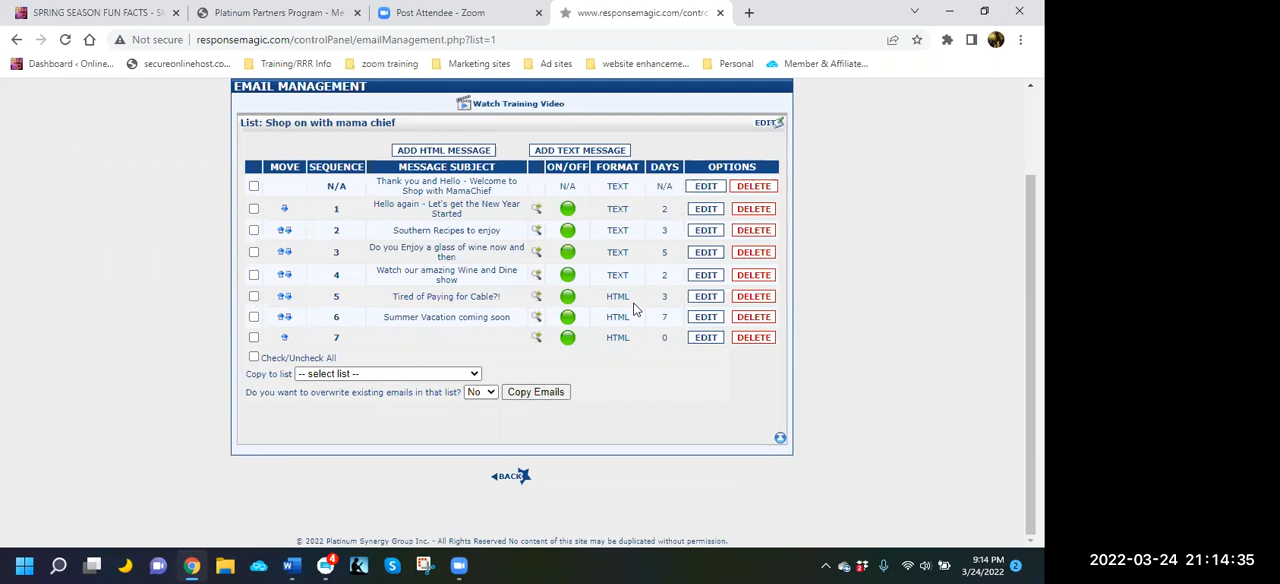 SPRING SEASON FUN FACTS - S
Platinum Partners Program - Me
Post Attendee - Zoom
www.responsemagic.com/contr
Not secure
responsemagic.com/controlPanel/emailManagement.php?list=1
Dashboard ‹ Online...
secureonlinehost.co...
Training/RRR Info
zoom training
Marketing sites
Ad sites
website enhanceme...
Personal
Member & Affiliate...
EMAIL MANAGEMENT
Watch Training Video
List: Shop on with mama chief
EDIT
ADD HTML MESSAGE
ADD TEXT MESSAGE
MOVE SEQUENCE MESSAGE SUBJECT ON/OFF FORMAT DAYS OPTIONS
N/A Thank you and Hello - Welcome to N/A TEXT N/A EDIT DELETE
Shop with MamaChief
1 Hello again - Let's get the New Year TEXT 2 EDIT DELETE
Started
2 Southern Recipes to enjoy TEXT 3 EDIT DELETE
3 Do you Enjoy a glass of wine now and TEXT 5 EDIT DELETE
then
4 Watch our amazing Wine and Dine TEXT 2 EDIT DELETE
show
5 Tired of Paying for Cable?! HTML 3 EDIT DELETE
6 Summer Vacation coming soon HTML 7 EDIT DELETE
7 HTML 0 EDIT DELETE
Check/Uncheck All
Copy to list -- select list --
Do you want to overwrite existing emails in that list? No Copy Emails
BACK
© 2022 Platinum Synergy Group Inc. - All Rights Reserved No content of this site may be duplicated without permission.
4
9:14 PM
3/24/2022
2
2022-03-24 21:14:35